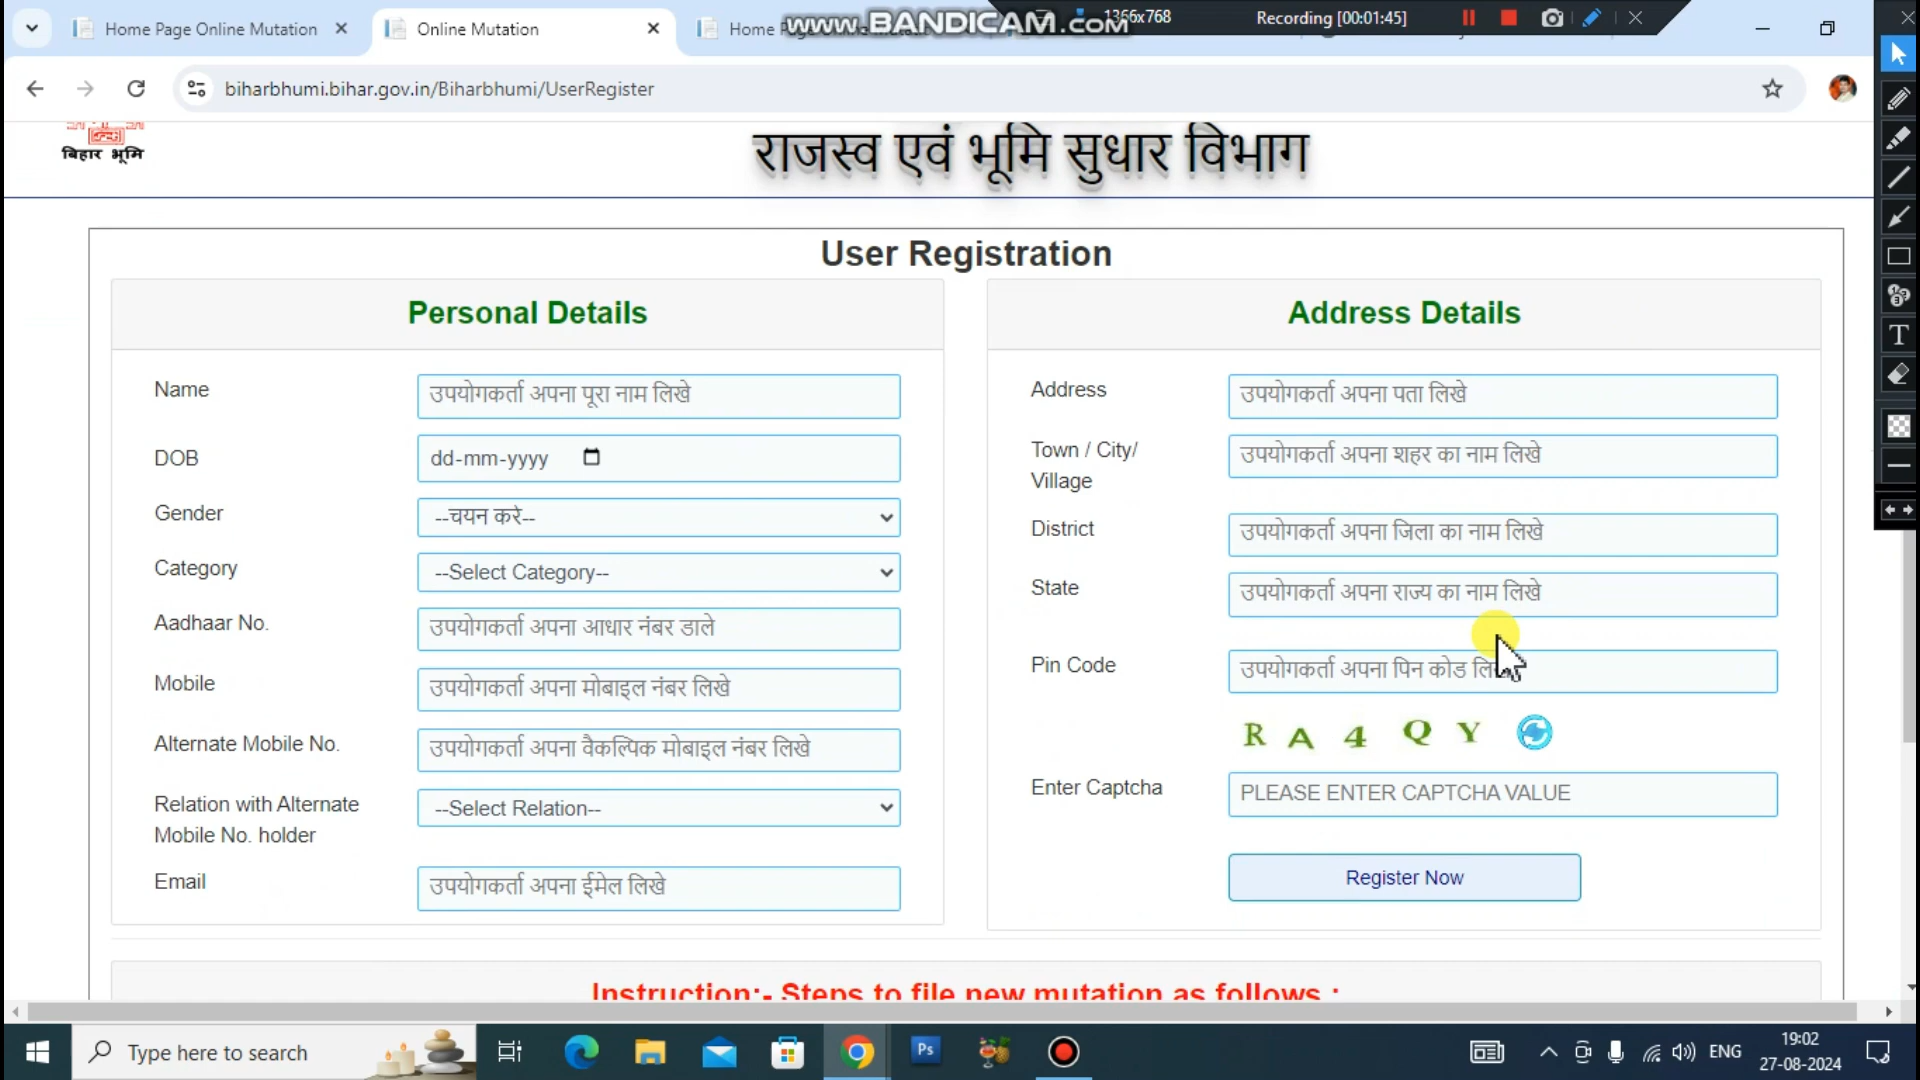 Home Page Online Mutation
Online Mutation
Home
www.BANDICAM.com
1366x768
Recording [00:01:45]
biharbhumi.bihar.gov.in/Biharbhumi/UserRegister
बिहार भूमि
राजस्व एवं भूमि सुधार विभाग
User Registration
Personal Details
Name
उपयोगकर्ता अपना पूरा नाम लिखे
DOB
dd-mm-yyyy
Gender
--चयन करे--
Category
--Select Category--
Aadhaar No.
उपयोगकर्ता अपना आधार नंबर डाले
Mobile
उपयोगकर्ता अपना मोबाइल नंबर लिखे
Alternate Mobile No.
उपयोगकर्ता अपना वैकल्पिक मोबाइल नंबर लिखे
Relation with Alternate
Mobile No. holder
--Select Relation--
Email
उपयोगकर्ता अपना ईमेल लिखे
Address Details
Address
उपयोगकर्ता अपना पता लिखे
Town / City/
Village
उपयोगकर्ता अपना शहर का नाम लिखे
District
उपयोगकर्ता अपना जिला का नाम लिखे
State
उपयोगकर्ता अपना राज्य का नाम लिखे
Pin Code
उपयोगकर्ता अपना पिन कोड
R A 4 Q Y
Enter Captcha
PLEASE ENTER CAPTCHA VALUE
Register Now
Instruction:- Steps to file new mutation as follows :
Type here to search
Ps
ENG
19:02
27-08-2024